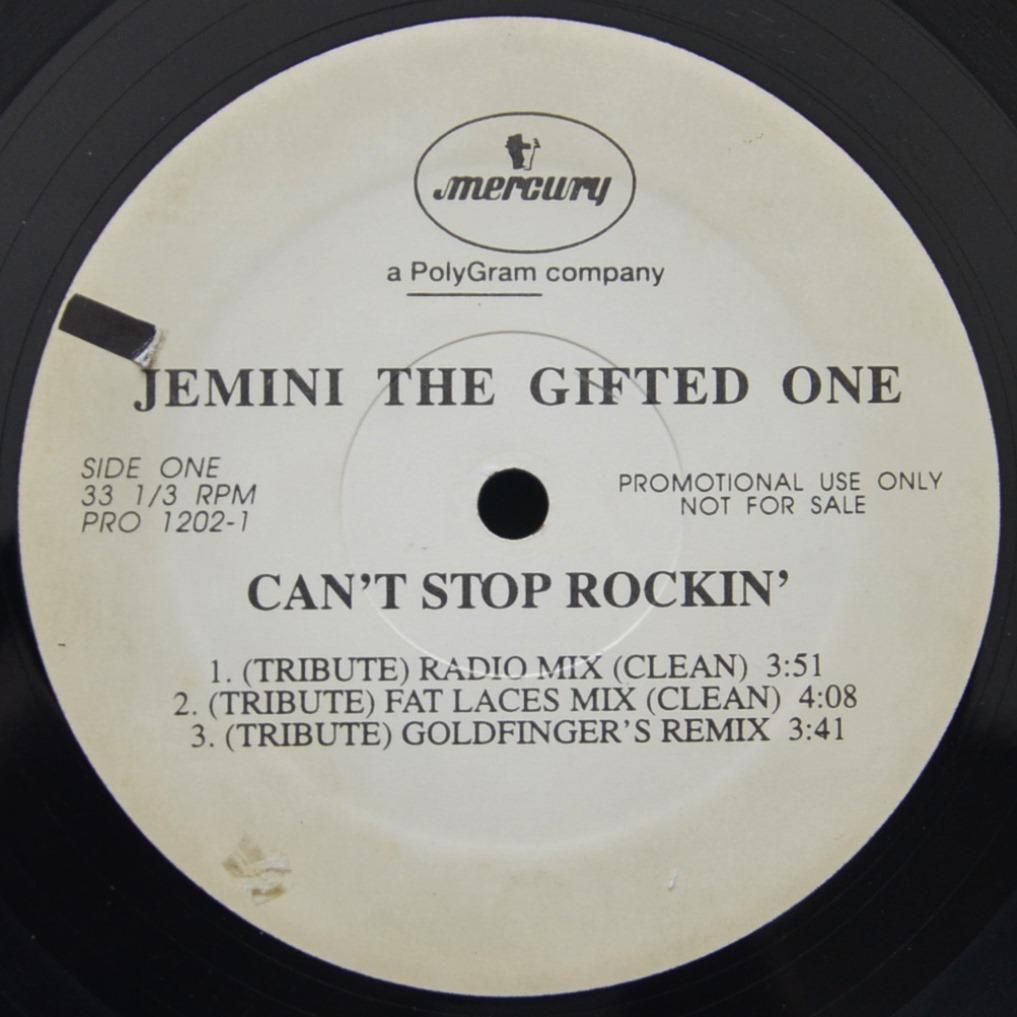 mercury
a PolyGram company
JEMINI THE GIFTED ONE
SIDE ONE
33 1/3 RPM
PRO 1202-1
PROMOTIONAL USE ONLY
NOT FOR SALE
CAN'T STOP ROCKIN'
1. (TRIBUTE) RADIO MIX (CLEAN) 3:51
2. (TRIBUTE) FAT LACES MIX (CLEAN) 4:08
3. (TRIBUTE) GOLDFINGER'S REMIX 3:41